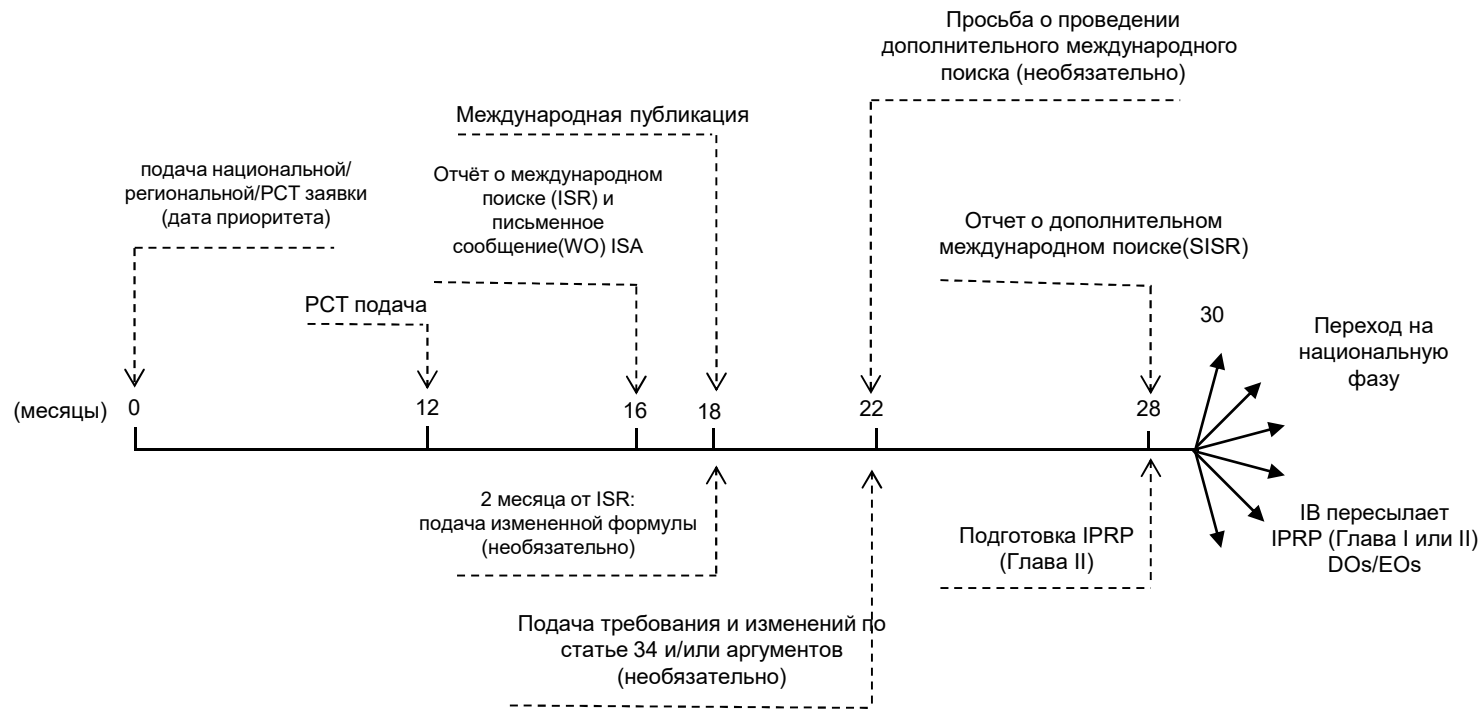 Просьба о проведении
дополнительного международного
поиска (необязательно)
Международная публикация
подача национальной/
региональной/РСТ заявки
(дата приоритета)
Отчёт о международном
поиске (ISR) и
письменное
сообщение(WO) ISA
Отчет о дополнительном
международном поиске(SISR)
РСТ подача
30
Переход на
национальную
фазу
(месяцы)
0
12
16
18
22
28
2 месяца от ISR:
подача измененной формулы
(необязательно)
Подготовка IPRP
(Глава II)
IB пересылает
IPRP (Глава I или II)
DOs/EOs
Подача требования и изменений по
статье 34 и/или аргументов
(необязательно)